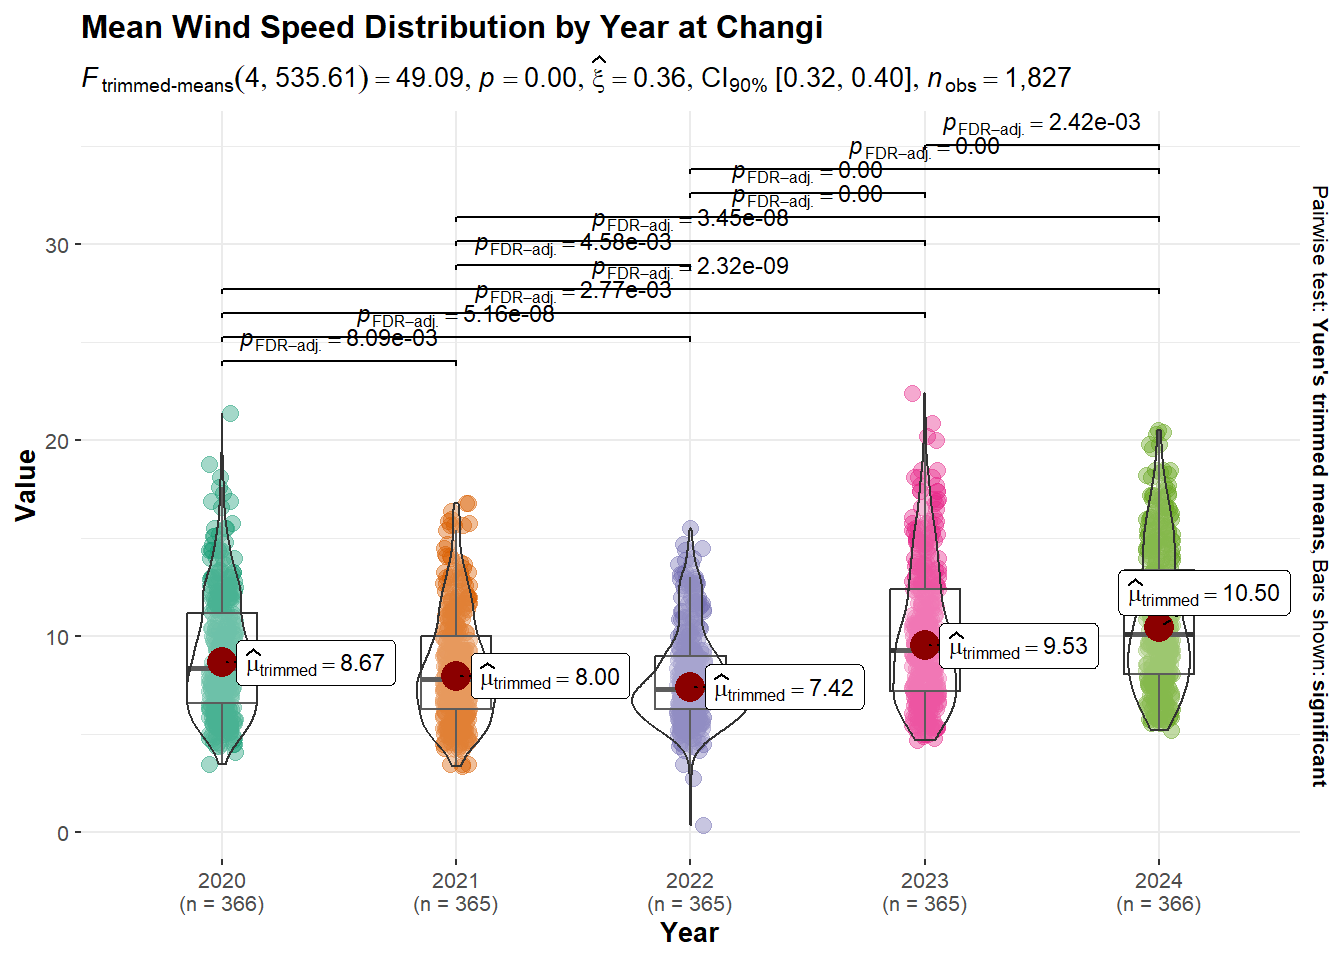 Mean Wind Speed Distribution by Year at Changi
F trimmed-means(4, 535.61) = 49.09, p = 0.00, ξ̂ = 0.36, CI90% [0.32, 0.40], n obs = 1,827
p FDR–adj. = 2.42e-03
p FDR–adj. = 0.00
p FDR–adj. = 0.00
p FDR–adj. = 0.00
p FDR–adj. = 3.45e-08
p FDR–adj. = 4.58e-03
p FDR–adj. = 2.32e-09
p FDR–adj. = 2.77e-03
p FDR–adj. = 5.16e-08
p FDR–adj. = 8.09e-03
Value
30
20
10
0
μ̂ trimmed = 8.67
μ̂ trimmed = 8.00
μ̂ trimmed = 7.42
μ̂ trimmed = 9.53
μ̂ trimmed = 10.50
2020
(n = 366)
2021
(n = 365)
2022
(n = 365)
2023
(n = 365)
2024
(n = 366)
Year
Pairwise test: Yuen's trimmed means, Bars shown: significant